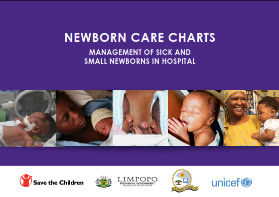 NEWBORN CARE CHARTS
MANAGEMENT OF SICK AND
SMALL NEWBORNS IN HOSPITAL
Save the Children
LIMPOPO
unicef